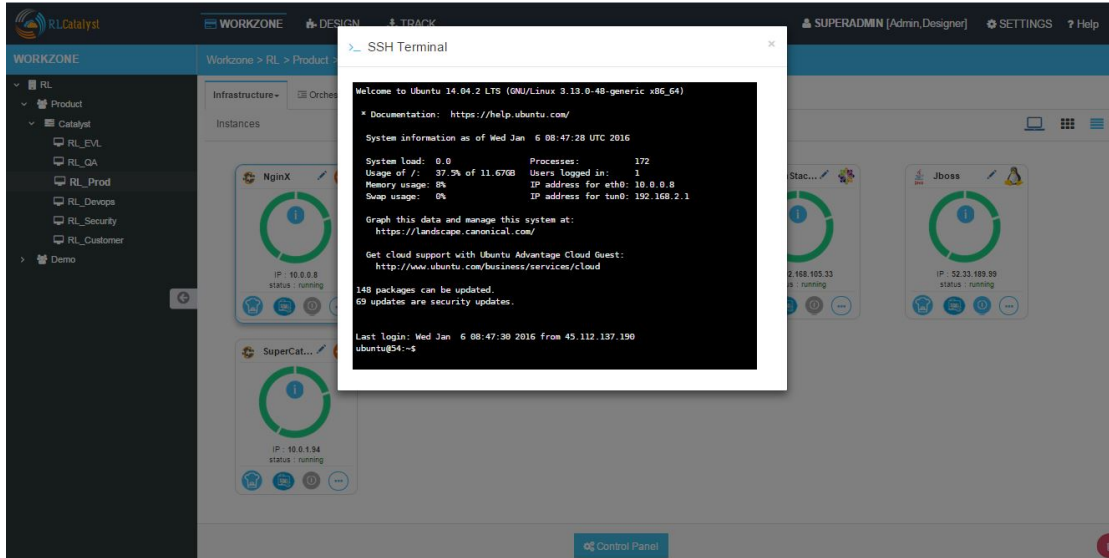 RLCatalyst
WORKZONE DESIGN TRACK SUPERADMIN [Admin,Designer] SETTINGS ? Help
WORKZONE
Workzone > RL > Product >
RL
Product
Catalyst
RL_EVL
RL_QA
RL_Prod
RL_Devops
RL_Security
RL_Customer
Demo
Infrastructure
Instances
NginX
IP : 10.0.0.8
status : running
SuperCat...
IP : 10.0.1.94
status : running
>_ SSH Terminal ×
Welcome to Ubuntu 14.04.2 LTS (GNU/Linux 3.13.0-48-generic x86_64)
* Documentation: https://help.ubuntu.com/
System information as of Wed Jan 6 08:47:28 UTC 2016
System load: 0.0 Processes: 172
Usage of /: 37.5% of 11.67GB Users logged in: 1
Memory usage: 8% IP address for eth0: 10.0.0.8
Swap usage: 0% IP address for tun0: 192.168.2.1
Graph this data and manage this system at:
https://landscape.canonical.com/
Get cloud support with Ubuntu Advantage Cloud Guest:
http://www.ubuntu.com/business/services/cloud
148 packages can be updated.
69 updates are security updates.
Last login: Wed Jan 6 08:47:30 2016 from 45.112.137.190
ubuntu@54:~$
Jboss
IP : 52.33.189.99
status : running
Control Panel